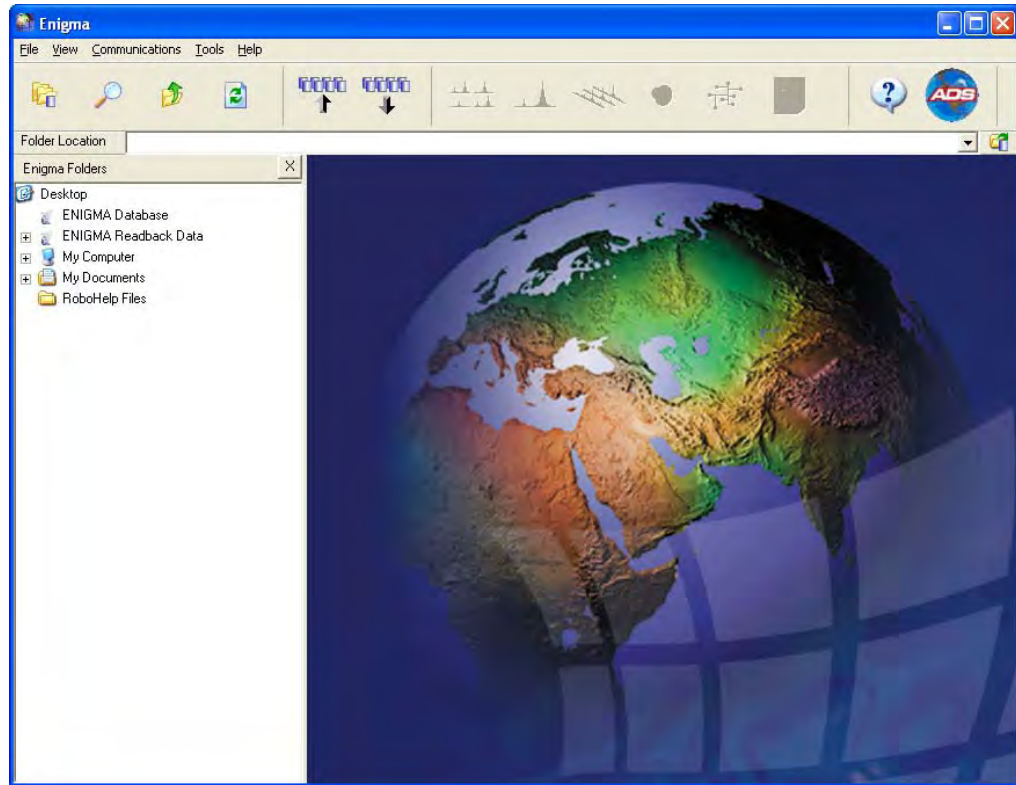 Enigma
File View Communications Tools Help
?
ADS
Folder Location
Enigma Folders
Desktop
ENIGMA Database
ENIGMA Readback Data
My Computer
My Documents
RoboHelp Files